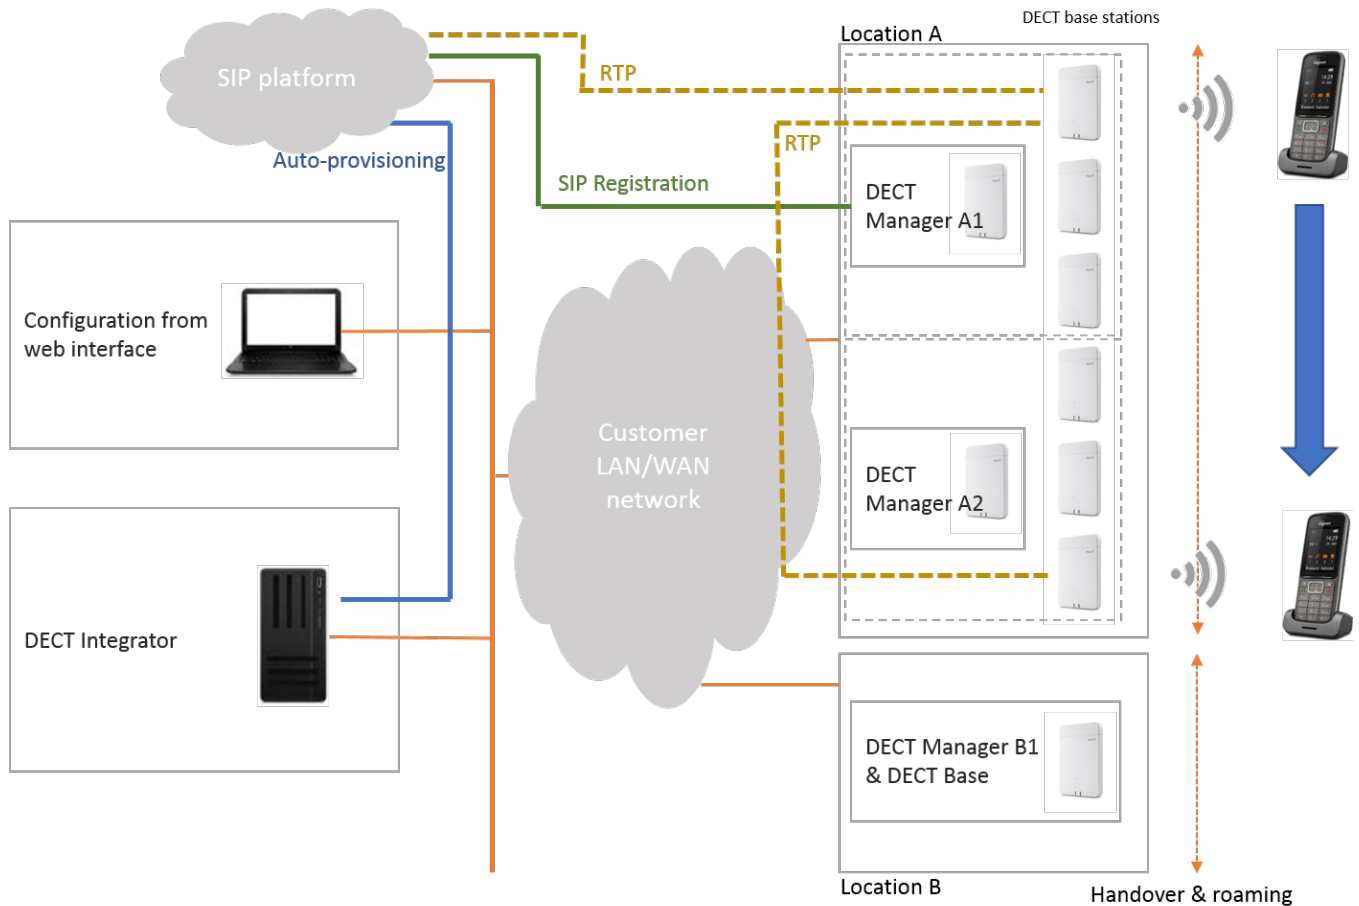 DECT base stations
Location A
SIP platform
RTP
RTP
Auto-provisioning
SIP Registration
DECT
Manager A1
Configuration from
web interface
Customer
LAN/WAN
network
DECT
Manager A2
DECT Integrator
DECT Manager B1
& DECT Base
Location B
Handover & roaming